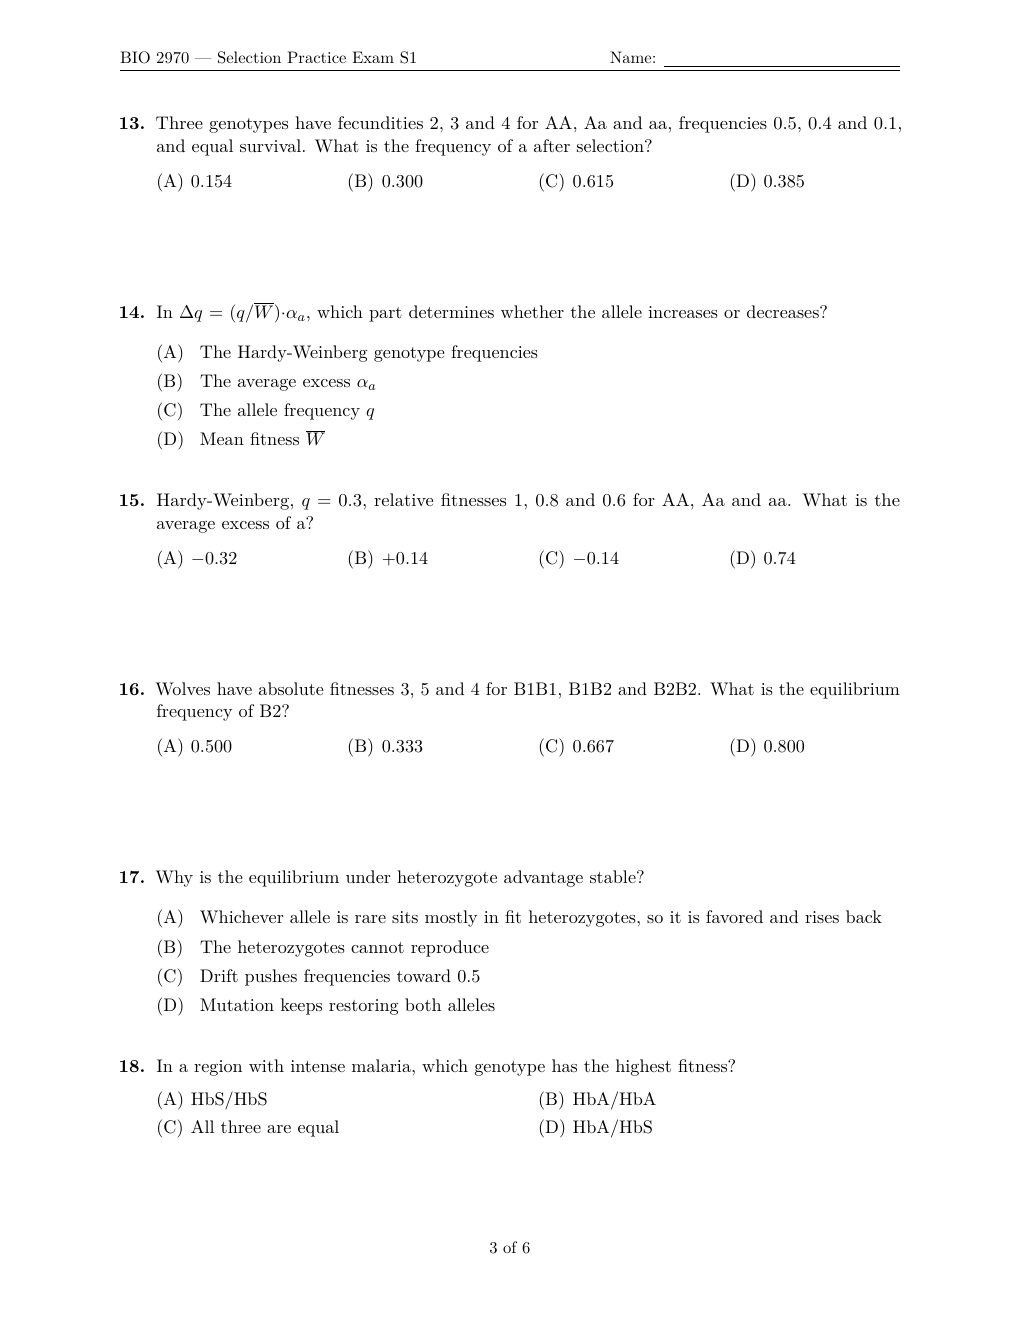 BIO 2970 — Selection Practice Exam S1 Name:
13. Three genotypes have fecundities 2, 3 and 4 for AA, Aa and aa, frequencies 0.5, 0.4 and 0.1,
and equal survival. What is the frequency of a after selection?
(A) 0.154 (B) 0.300 (C) 0.615 (D) 0.385
14. In Δq = (q/W̅)·αₐ, which part determines whether the allele increases or decreases?
(A) The Hardy-Weinberg genotype frequencies
(B) The average excess αₐ
(C) The allele frequency q
(D) Mean fitness W̅
15. Hardy-Weinberg, q = 0.3, relative fitnesses 1, 0.8 and 0.6 for AA, Aa and aa. What is the
average excess of a?
(A) −0.32 (B) +0.14 (C) −0.14 (D) 0.74
16. Wolves have absolute fitnesses 3, 5 and 4 for B1B1, B1B2 and B2B2. What is the equilibrium
frequency of B2?
(A) 0.500 (B) 0.333 (C) 0.667 (D) 0.800
17. Why is the equilibrium under heterozygote advantage stable?
(A) Whichever allele is rare sits mostly in fit heterozygotes, so it is favored and rises back
(B) The heterozygotes cannot reproduce
(C) Drift pushes frequencies toward 0.5
(D) Mutation keeps restoring both alleles
18. In a region with intense malaria, which genotype has the highest fitness?
(A) HbS/HbS (B) HbA/HbA
(C) All three are equal (D) HbA/HbS
3 of 6